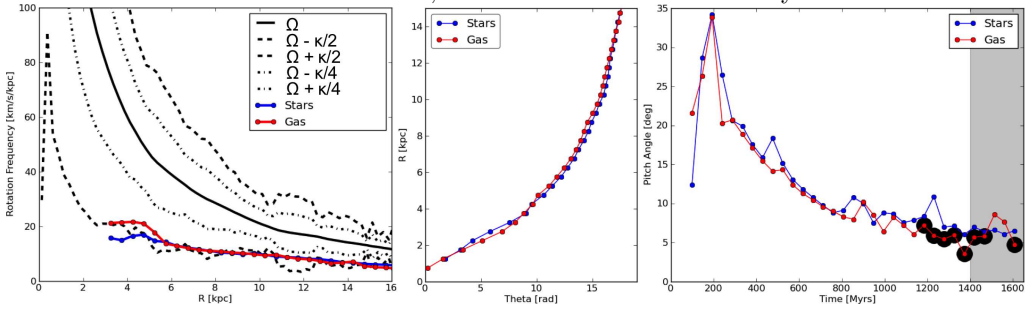 Ω
Ω - κ/2
Ω + κ/2
Ω - κ/4
Ω + κ/4
Stars
Gas
Rotation Frequency [km/s/kpc]
100
80
60
40
20
0
0 2 4 6 8 10 12 14 16
R [kpc]
Stars
Gas
R [kpc]
14
12
10
8
6
4
2
0
0 5 10 15
Theta [rad]
Stars
Gas
Pitch Angle [deg]
35
30
25
20
15
10
5
0
0 200 400 600 800 1000 1200 1400 1600
Time [Myrs]